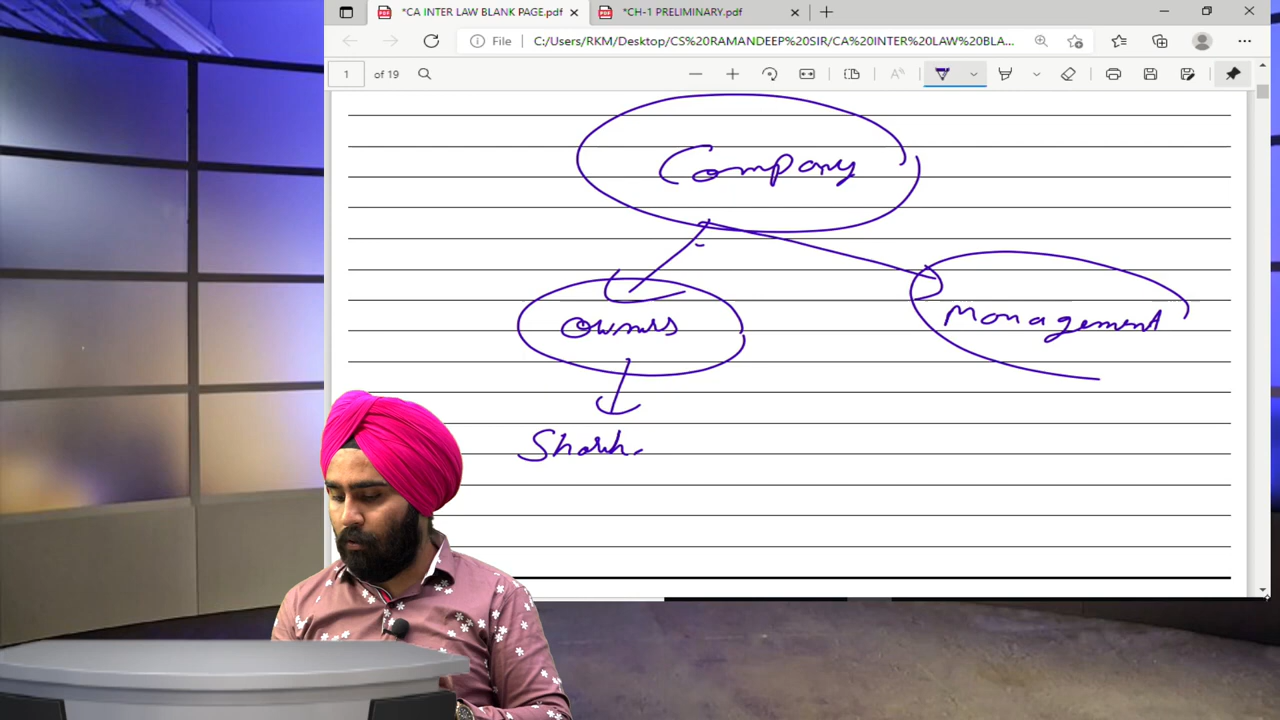 *CA INTER LAW BLANK PAGE.pdf
*CH-1 PRELIMINARY.pdf
File C:/Users/RKM/Desktop/CS%20RAMANDEEP%20SIR/CA%20INTER%20LAW%20BLA...
1 of 19
Company
Owners
Management
Sharh